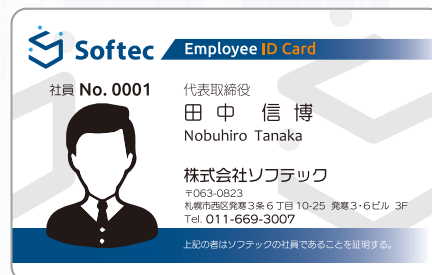 Softec Employee ID Card
社員 No. 0001
代表取締役
田中 信博
Nobuhiro Tanaka
株式会社ソフテック
〒063-0823
札幌市西区発寒3条6丁目10-25 発寒3・6ビル 3F
Tel. 011-669-3007
上記の者はソフテックの社員であることを証明する。